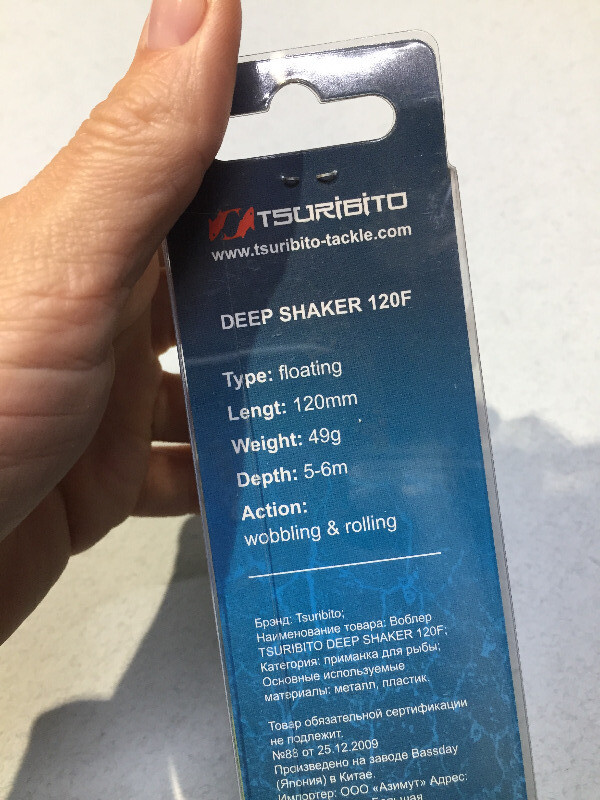 TSURIBITO
www.tsuribito-tackle.com
DEEP SHAKER 120F
Type: floating
Lengt: 120mm
Weight: 49g
Depth: 5-6m
Action:
wobbling & rolling
Брэнд: Tsuribito;
Наименование товара: Воблер
TSURIBITO DEEP SHAKER 120F;
Категория: приманка для рыбы;
Основные используемые
материалы: металл, пластик.
Товар обязательной сертификации
не подлежит.
№88 от 25.12.2009
Произведено на заводе Bassday
(Япония) в Китае.
Импортер: ООО «Азимут» Адрес:
Большая